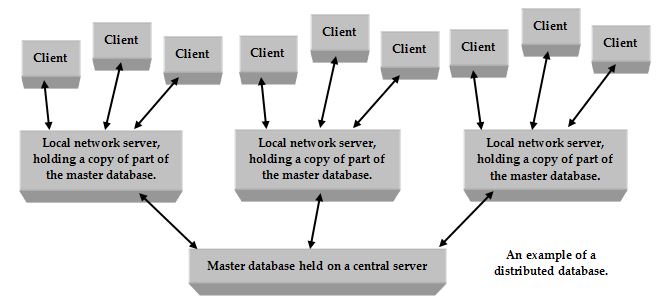 Client
Client
Client
Client
Client
Client
Client
Client
Client
Local network server,
holding a copy of part of
the master database.
Local network server,
holding a copy of part of
the master database.
Local network server,
holding a copy of part of
the master database.
Master database held on a central server
An example of a
distributed database.